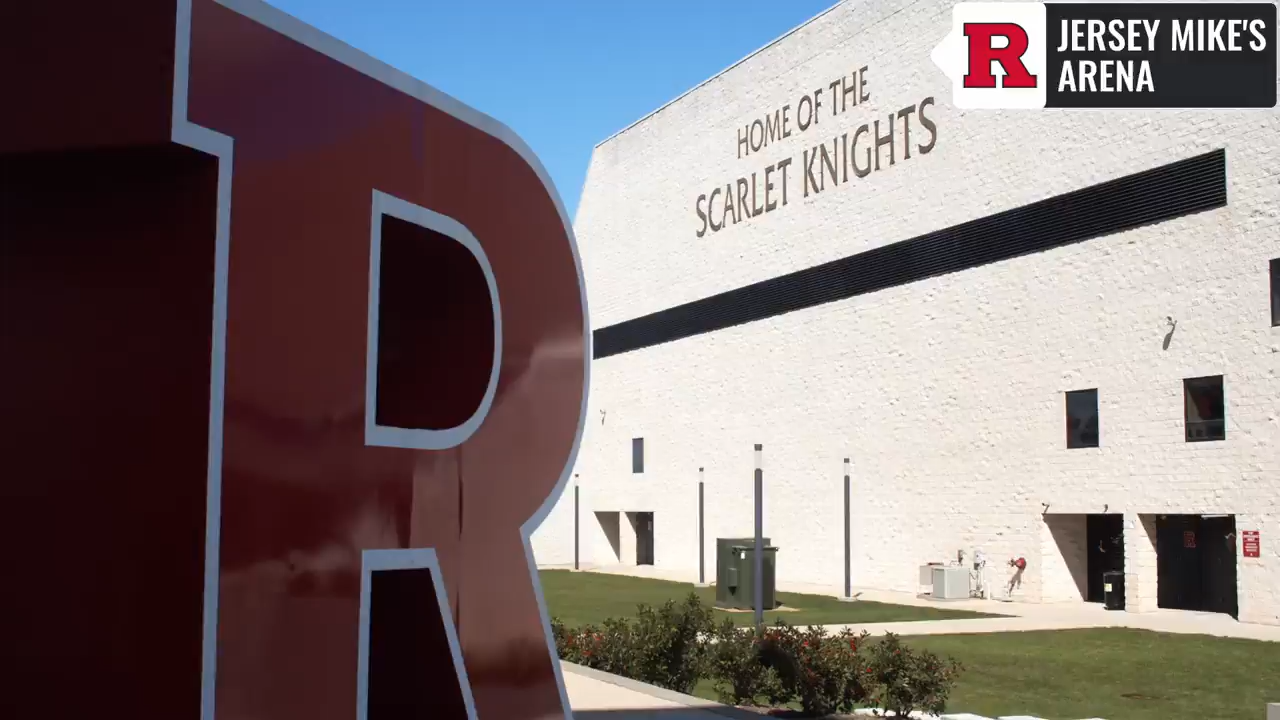 R
JERSEY MIKE'S
ARENA
HOME OF THE
SCARLET KNIGHTS
R